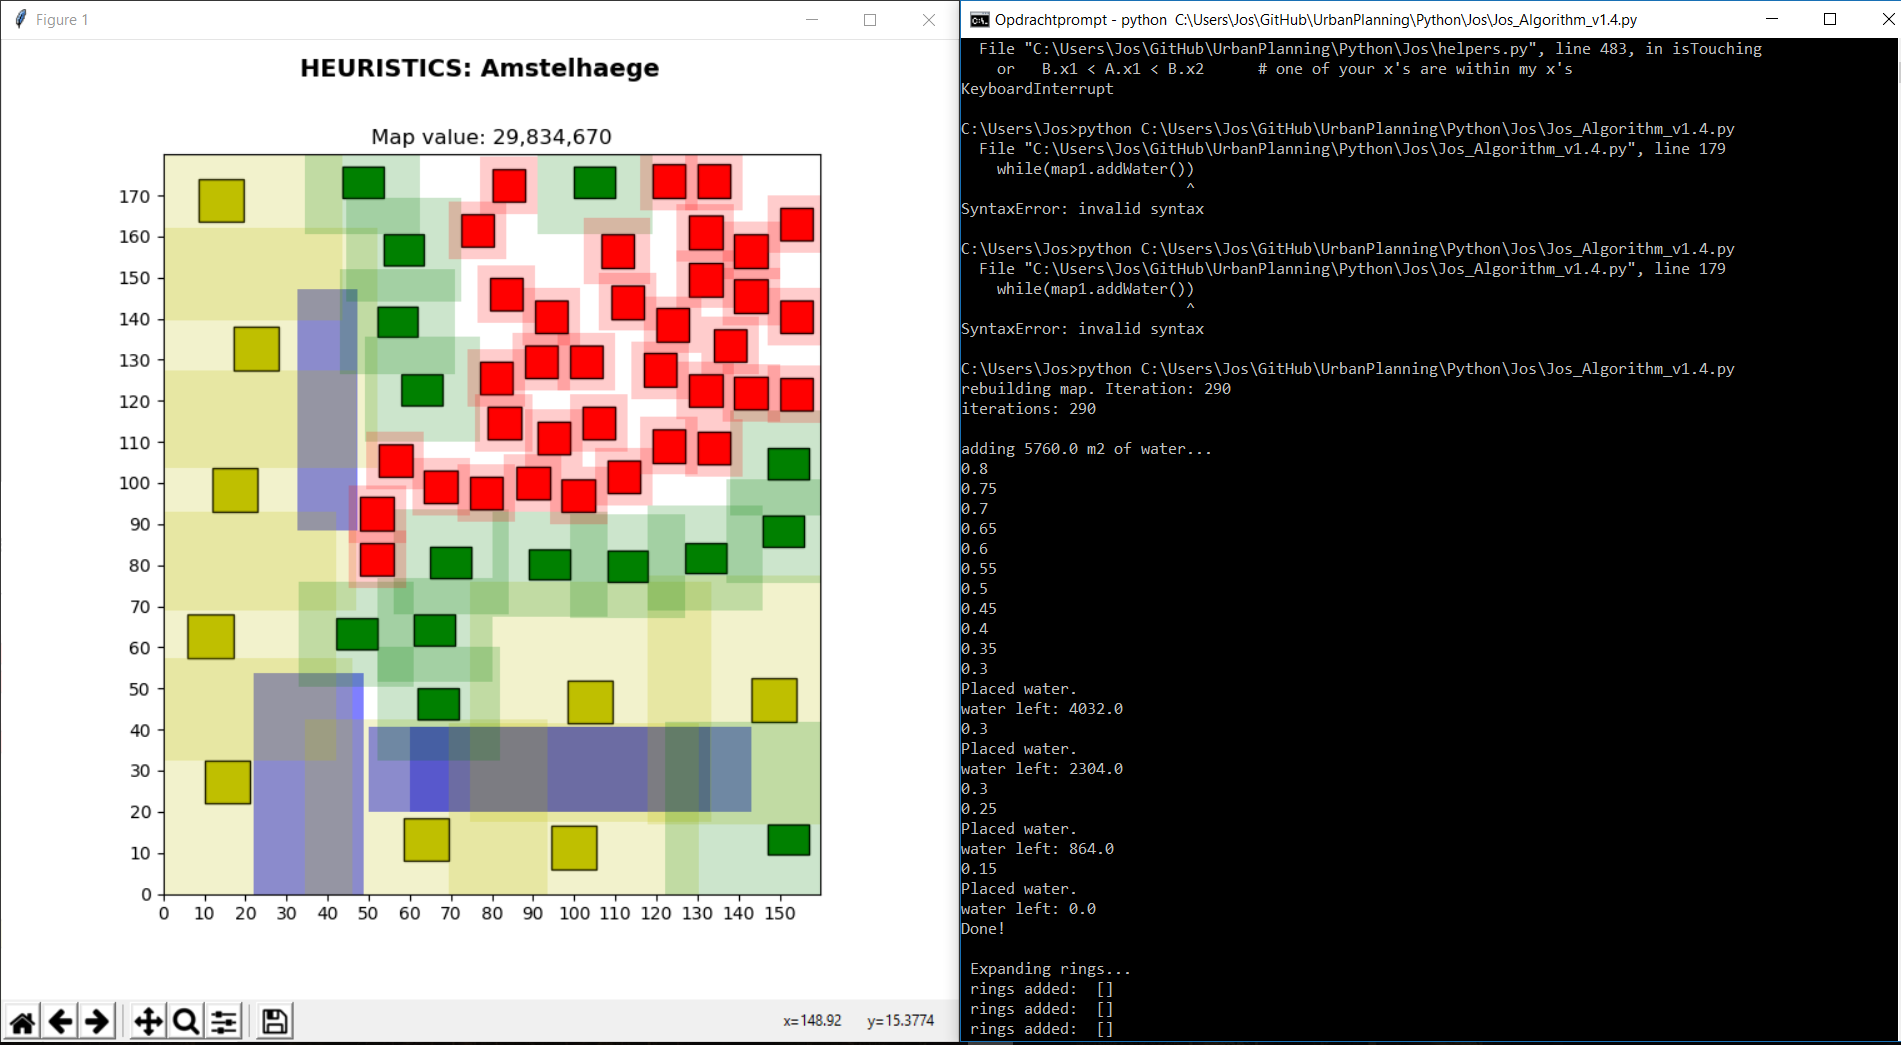 Figure 1
HEURISTICS: Amstelhaege
Map value: 29,834,670
170
160
150
140
130
120
110
100
90
80
70
60
50
40
30
20
10
0
0 10 20 30 40 50 60 70 80 90 100 110 120 130 140 150
x=148.92 y=15.3774
Opdrachtprompt - python C:\Users\Jos\GitHub\UrbanPlanning\Python\Jos\Jos_Algorithm_v1.4.py
File "C:\Users\Jos\GitHub\UrbanPlanning\Python\Jos\helpers.py", line 483, in isTouching
or B.x1 < A.x1 < B.x2 # one of your x's are within my x's
KeyboardInterrupt
C:\Users\Jos>python C:\Users\Jos\GitHub\UrbanPlanning\Python\Jos\Jos_Algorithm_v1.4.py
File "C:\Users\Jos\GitHub\UrbanPlanning\Python\Jos\Jos_Algorithm_v1.4.py", line 179
while(map1.addWater())
^
SyntaxError: invalid syntax
C:\Users\Jos>python C:\Users\Jos\GitHub\UrbanPlanning\Python\Jos\Jos_Algorithm_v1.4.py
File "C:\Users\Jos\GitHub\UrbanPlanning\Python\Jos\Jos_Algorithm_v1.4.py", line 179
while(map1.addWater())
^
SyntaxError: invalid syntax
C:\Users\Jos>python C:\Users\Jos\GitHub\UrbanPlanning\Python\Jos\Jos_Algorithm_v1.4.py
rebuilding map. Iteration: 290
iterations: 290
adding 5760.0 m2 of water...
0.8
0.75
0.7
0.65
0.6
0.55
0.5
0.45
0.4
0.35
0.3
Placed water.
water left: 4032.0
0.3
Placed water.
water left: 2304.0
0.3
0.25
Placed water.
water left: 864.0
0.15
Placed water.
water left: 0.0
Done!
Expanding rings...
rings added: []
rings added: []
rings added: []